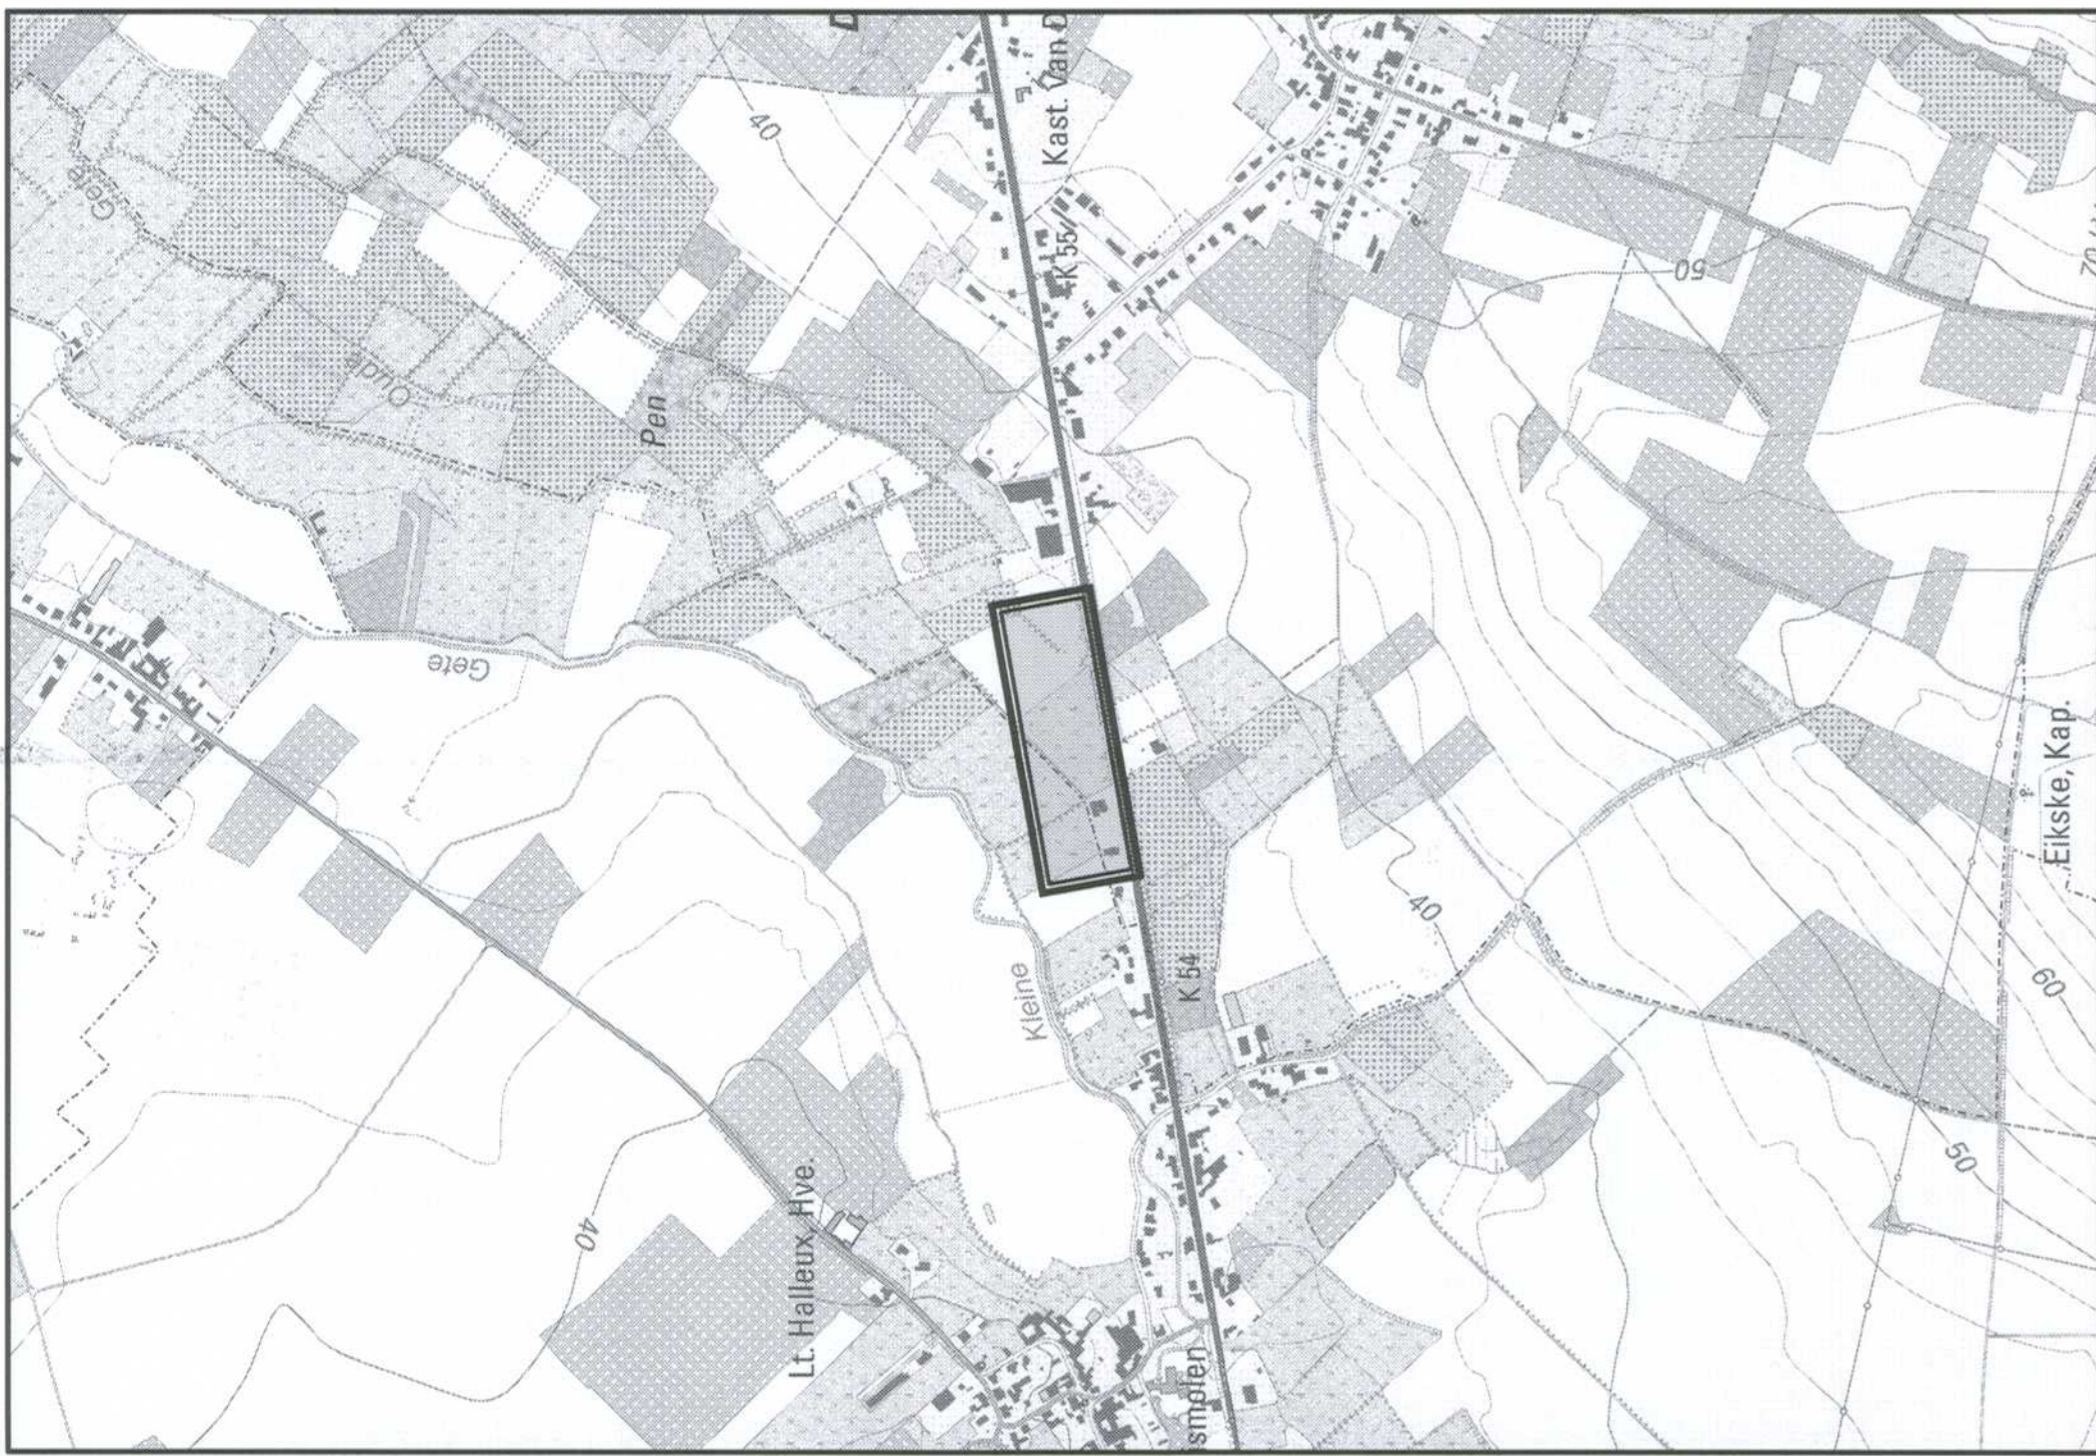 Gete
Oude
Pen
40
Kast. Van D
K 55
50
70
Gete
Kleine
K 54
40
Eikske, Kap.
60
50
Lt. Halleux, Hve.
40
smolen
D